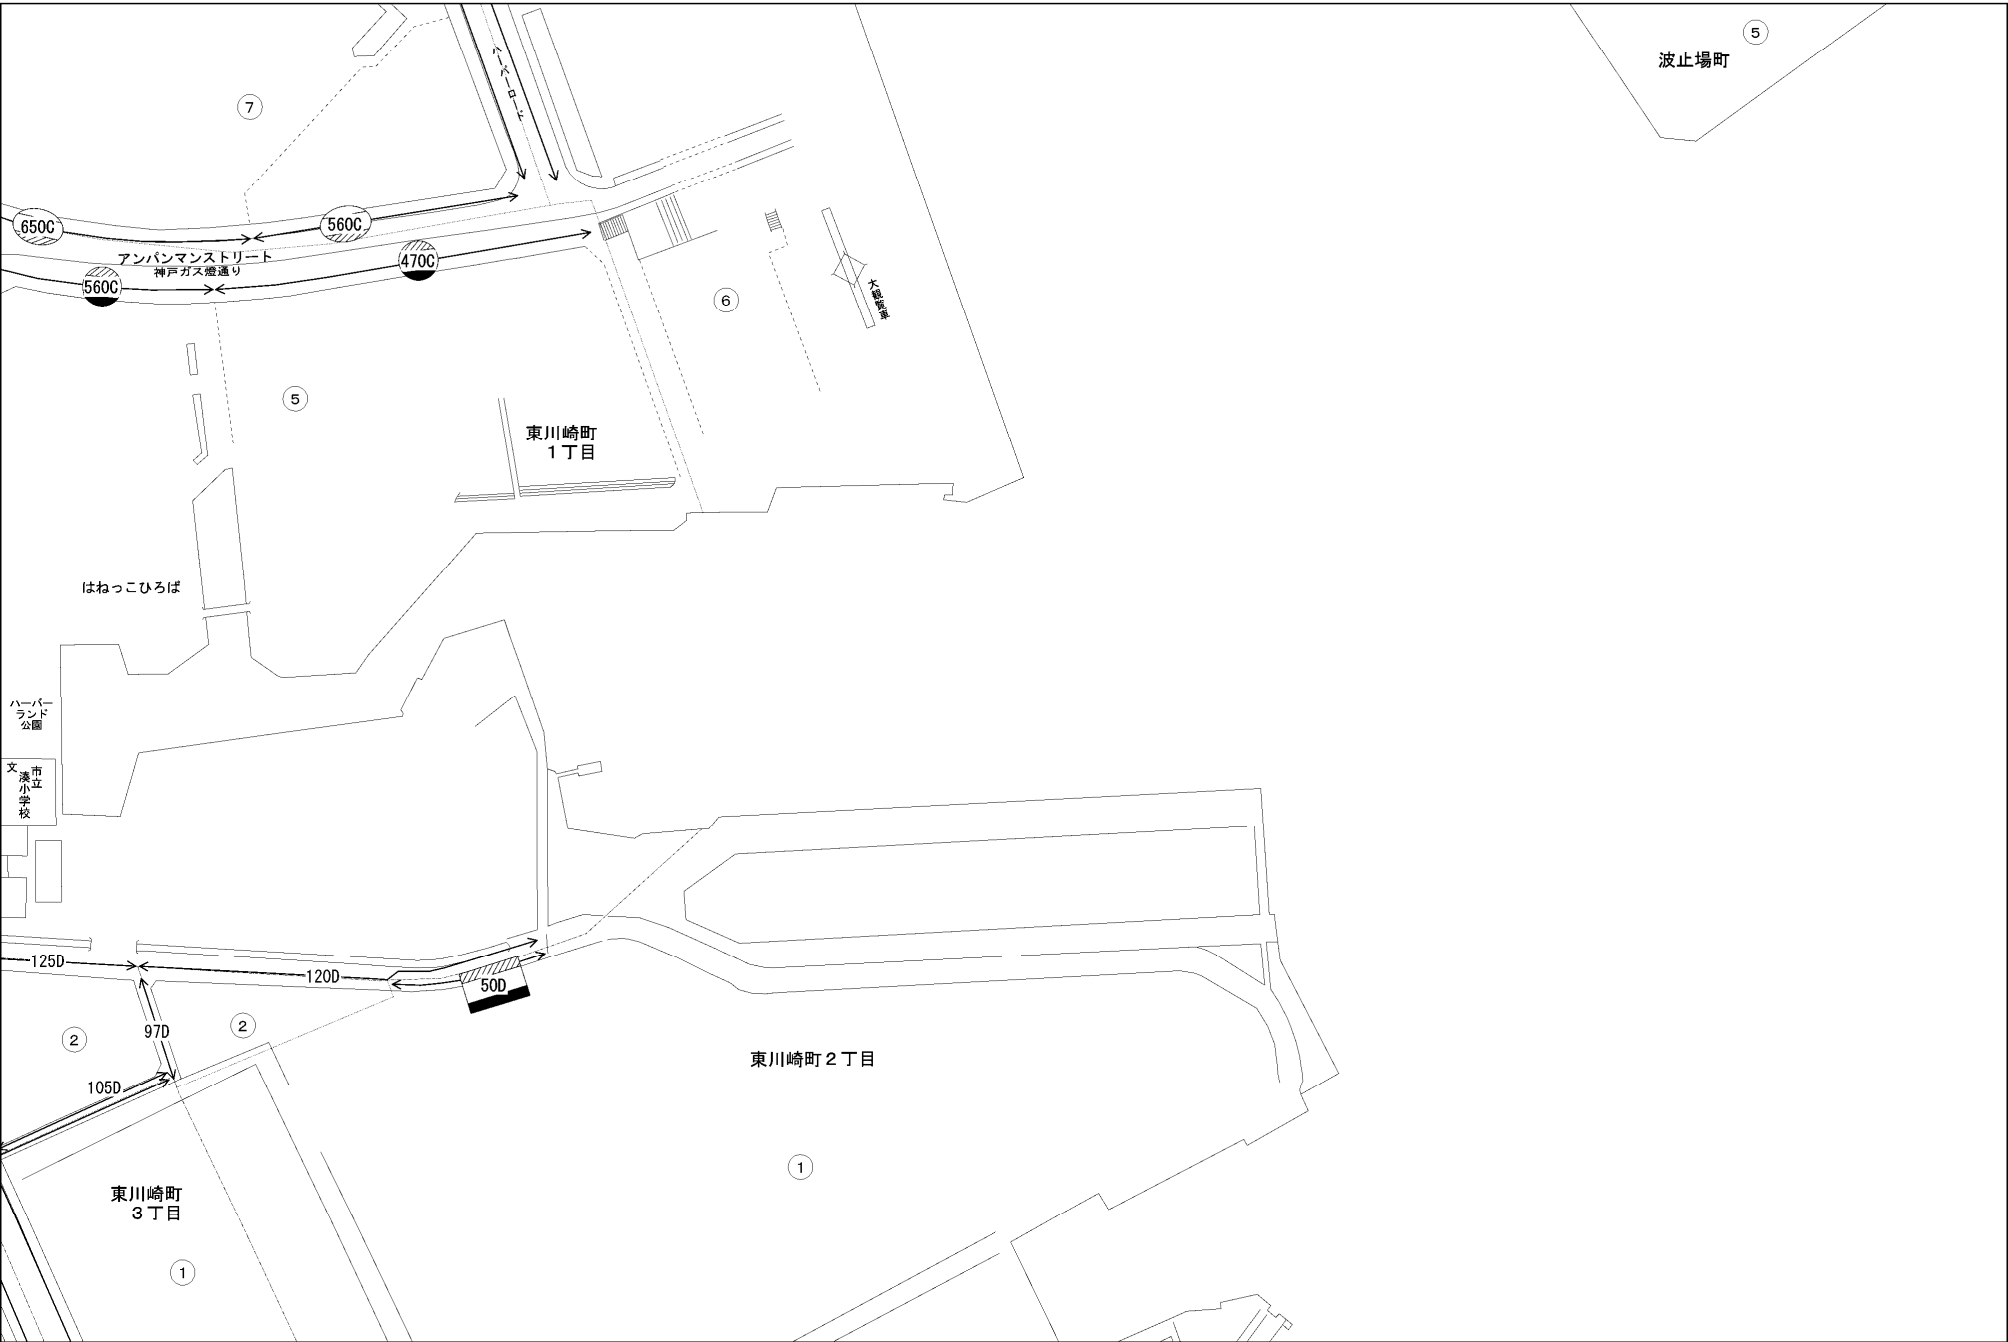 ⑤
波止場町
ハーバーロード
⑦
650C
560C
アンパンマンストリート
神戸ガス燈通り
470C
560C
⑥
大観覧車
⑤
東川崎町
1丁目
はねっこひろば
ハーバー
ランド
公園
文
市立
湊小学校
125D
120D
50D
97D
②
②
105D
東川崎町2丁目
①
東川崎町
3丁目
①